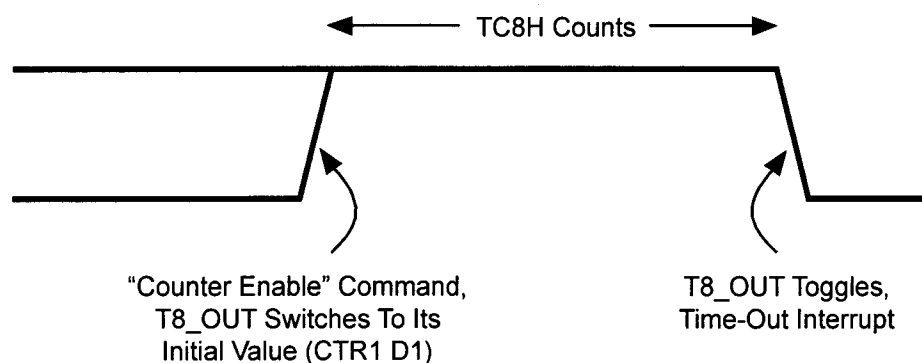 TC8H Counts
“Counter Enable” Command,
T8_OUT Switches To Its
Initial Value (CTR1 D1)
T8_OUT Toggles,
Time-Out Interrupt